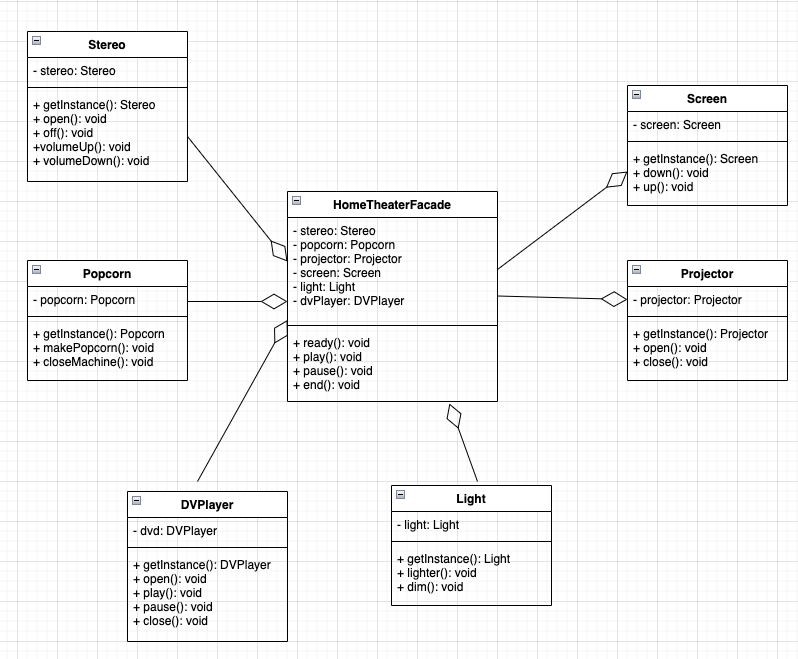 Stereo
- stereo: Stereo
+ getInstance(): Stereo
+ open(): void
+ off(): void
+volumeUp(): void
+ volumeDown(): void
Screen
- screen: Screen
+ getInstance(): Screen
+ down(): void
+ up(): void
HomeTheaterFacade
- stereo: Stereo
- popcorn: Popcorn
- projector: Projector
- screen: Screen
- light: Light
- dvPlayer: DVPlayer
+ ready(): void
+ play(): void
+ pause(): void
+ end(): void
Popcorn
- popcorn: Popcorn
+ getInstance(): Popcorn
+ makePopcorn(): void
+ closeMachine(): void
Projector
- projector: Projector
+ getInstance(): Projector
+ open(): void
+ close(): void
DVPlayer
- dvd: DVPlayer
+ getInstance(): DVPlayer
+ open(): void
+ play(): void
+ pause(): void
+ close(): void
Light
- light: Light
+ getInstance(): Light
+ lighter(): void
+ dim(): void